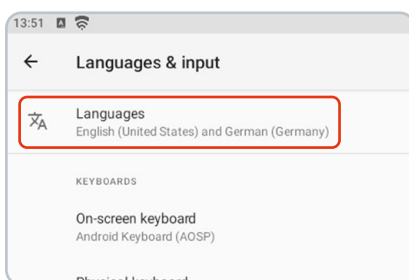 13:51
Languages & input
Languages
English (United States) and German (Germany)
KEYBOARDS
On-screen keyboard
Android Keyboard (AOSP)